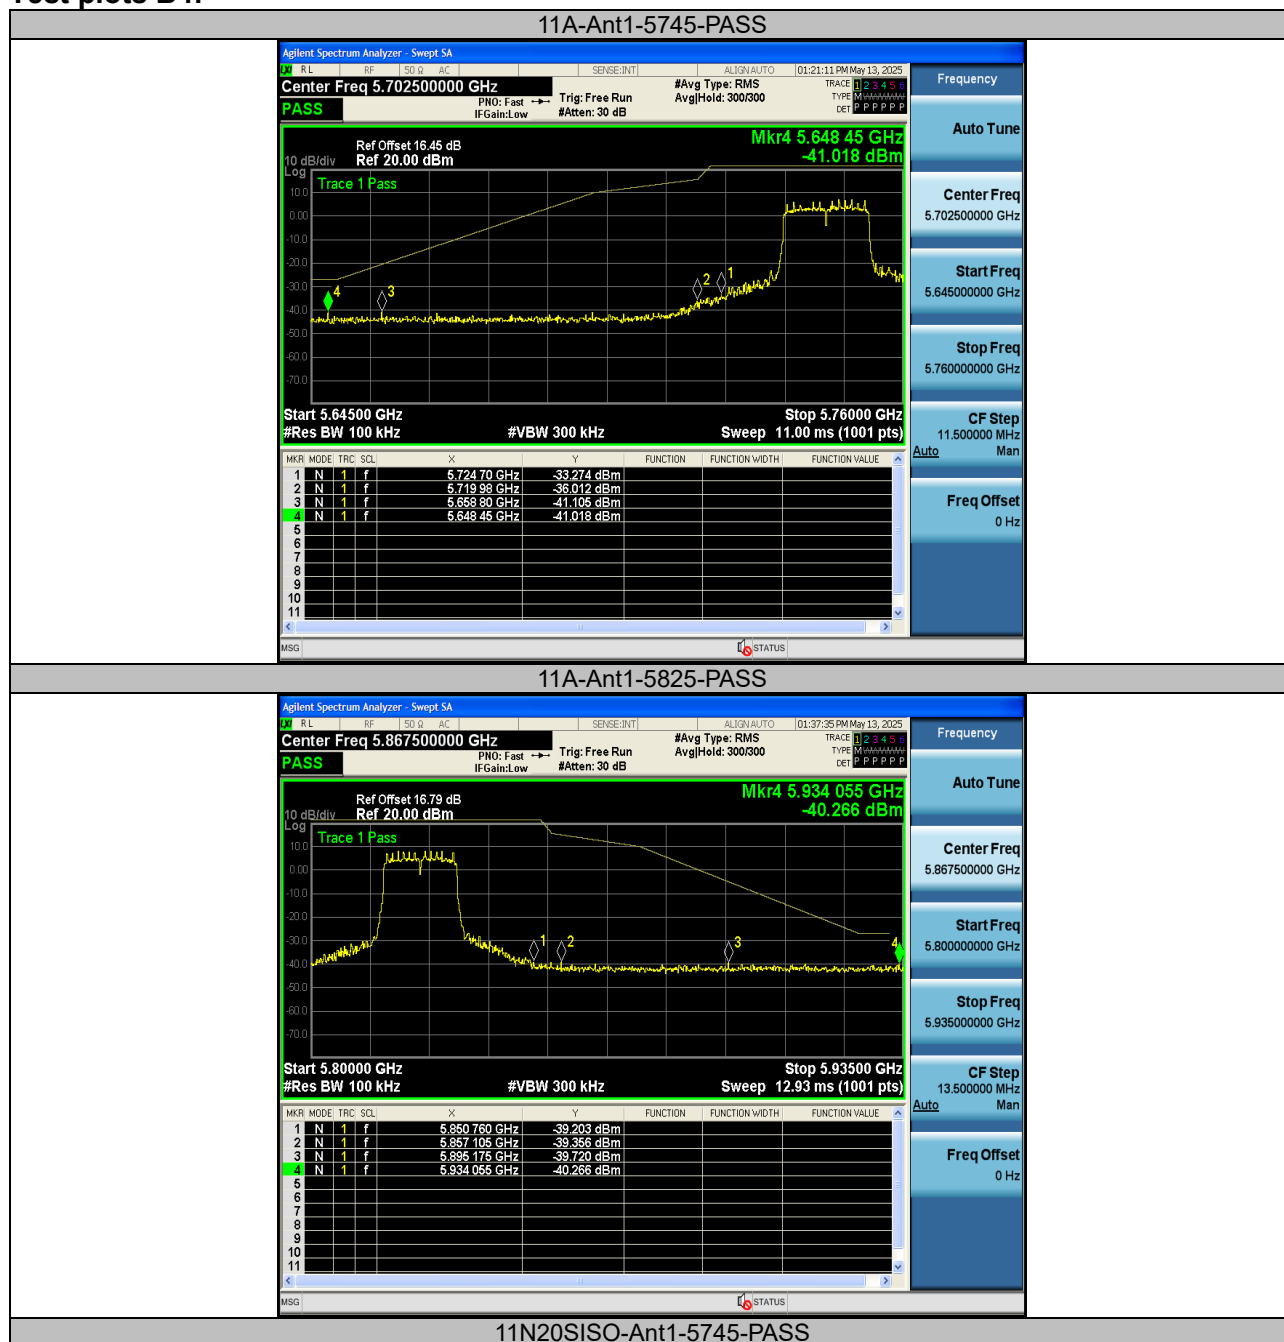 11A-Ant1-5745-PASS
Agilent Spectrum Analyzer - Swept SA
LXI RL RF 50 Ω AC SENSE:INT ALIGN AUTO 01:21:11 PM May 13, 2025
Center Freq 5.702500000 GHz #Avg Type: RMS TRACE 1 2 3 4 5 6
PASS PNO: Fast Trig: Free Run Avg|Hold: 300/300 TYPE M
IFGain:Low #Atten: 30 dB DET P P P P P P
Mkr4 5.648 45 GHz
-41.018 dBm
Ref Offset 16.45 dB
10 dB/div Ref 20.00 dBm
Log
Trace 1 Pass
10.0
0.00
-10.0
-20.0
-30.0
-40.0
-50.0
-60.0
-70.0
4 3 2 1
Start 5.64500 GHz Stop 5.76000 GHz
#Res BW 100 kHz #VBW 300 kHz Sweep 11.00 ms (1001 pts)
MKR MODE TRC SCL X Y FUNCTION FUNCTION WIDTH FUNCTION VALUE
1 N 1 f 5.724 70 GHz -33.274 dBm
2 N 1 f 5.719 98 GHz -36.012 dBm
3 N 1 f 5.658 80 GHz -41.105 dBm
4 N 1 f 5.648 45 GHz -41.018 dBm
5
6
7
8
9
10
11
MSG STATUS
Frequency
Auto Tune
Center Freq
5.702500000 GHz
Start Freq
5.645000000 GHz
Stop Freq
5.760000000 GHz
CF Step
11.500000 MHz
Auto Man
Freq Offset
0 Hz
11A-Ant1-5825-PASS
Agilent Spectrum Analyzer - Swept SA
LXI RL RF 50 Ω AC SENSE:INT ALIGN AUTO 01:37:35 PM May 13, 2025
Center Freq 5.867500000 GHz #Avg Type: RMS TRACE 1 2 3 4 5 6
PASS PNO: Fast Trig: Free Run Avg|Hold: 300/300 TYPE M
IFGain:Low #Atten: 30 dB DET P P P P P P
Mkr4 5.934 055 GHz
-40.266 dBm
Ref Offset 16.79 dB
10 dB/div Ref 20.00 dBm
Log
Trace 1 Pass
10.0
0.00
-10.0
-20.0
-30.0
-40.0
-50.0
-60.0
-70.0
1 2 3 4
Start 5.80000 GHz Stop 5.93500 GHz
#Res BW 100 kHz #VBW 300 kHz Sweep 12.93 ms (1001 pts)
MKR MODE TRC SCL X Y FUNCTION FUNCTION WIDTH FUNCTION VALUE
1 N 1 f 5.850 760 GHz -39.203 dBm
2 N 1 f 5.857 105 GHz -39.356 dBm
3 N 1 f 5.895 175 GHz -39.720 dBm
4 N 1 f 5.934 055 GHz -40.266 dBm
5
6
7
8
9
10
11
MSG STATUS
Frequency
Auto Tune
Center Freq
5.867500000 GHz
Start Freq
5.800000000 GHz
Stop Freq
5.935000000 GHz
CF Step
13.500000 MHz
Auto Man
Freq Offset
0 Hz
11N20SISO-Ant1-5745-PASS